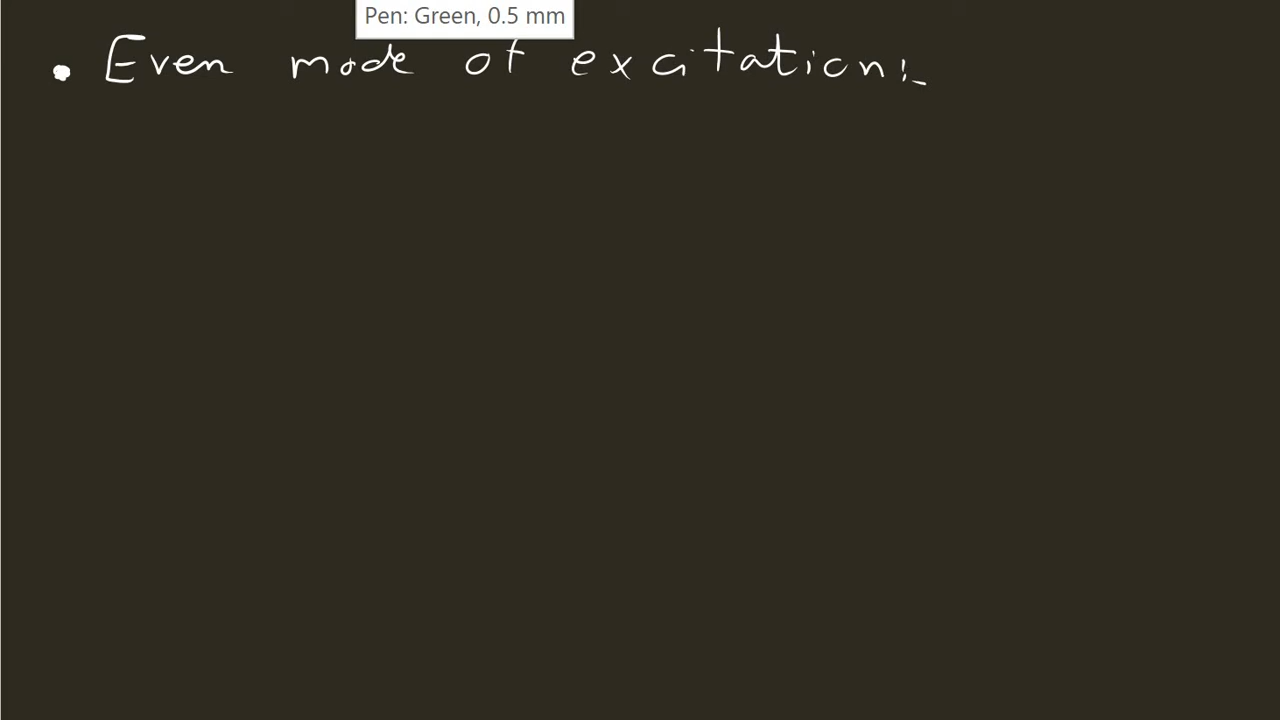 Pen: Green, 0.5 mm
• Even mode of excitation:-